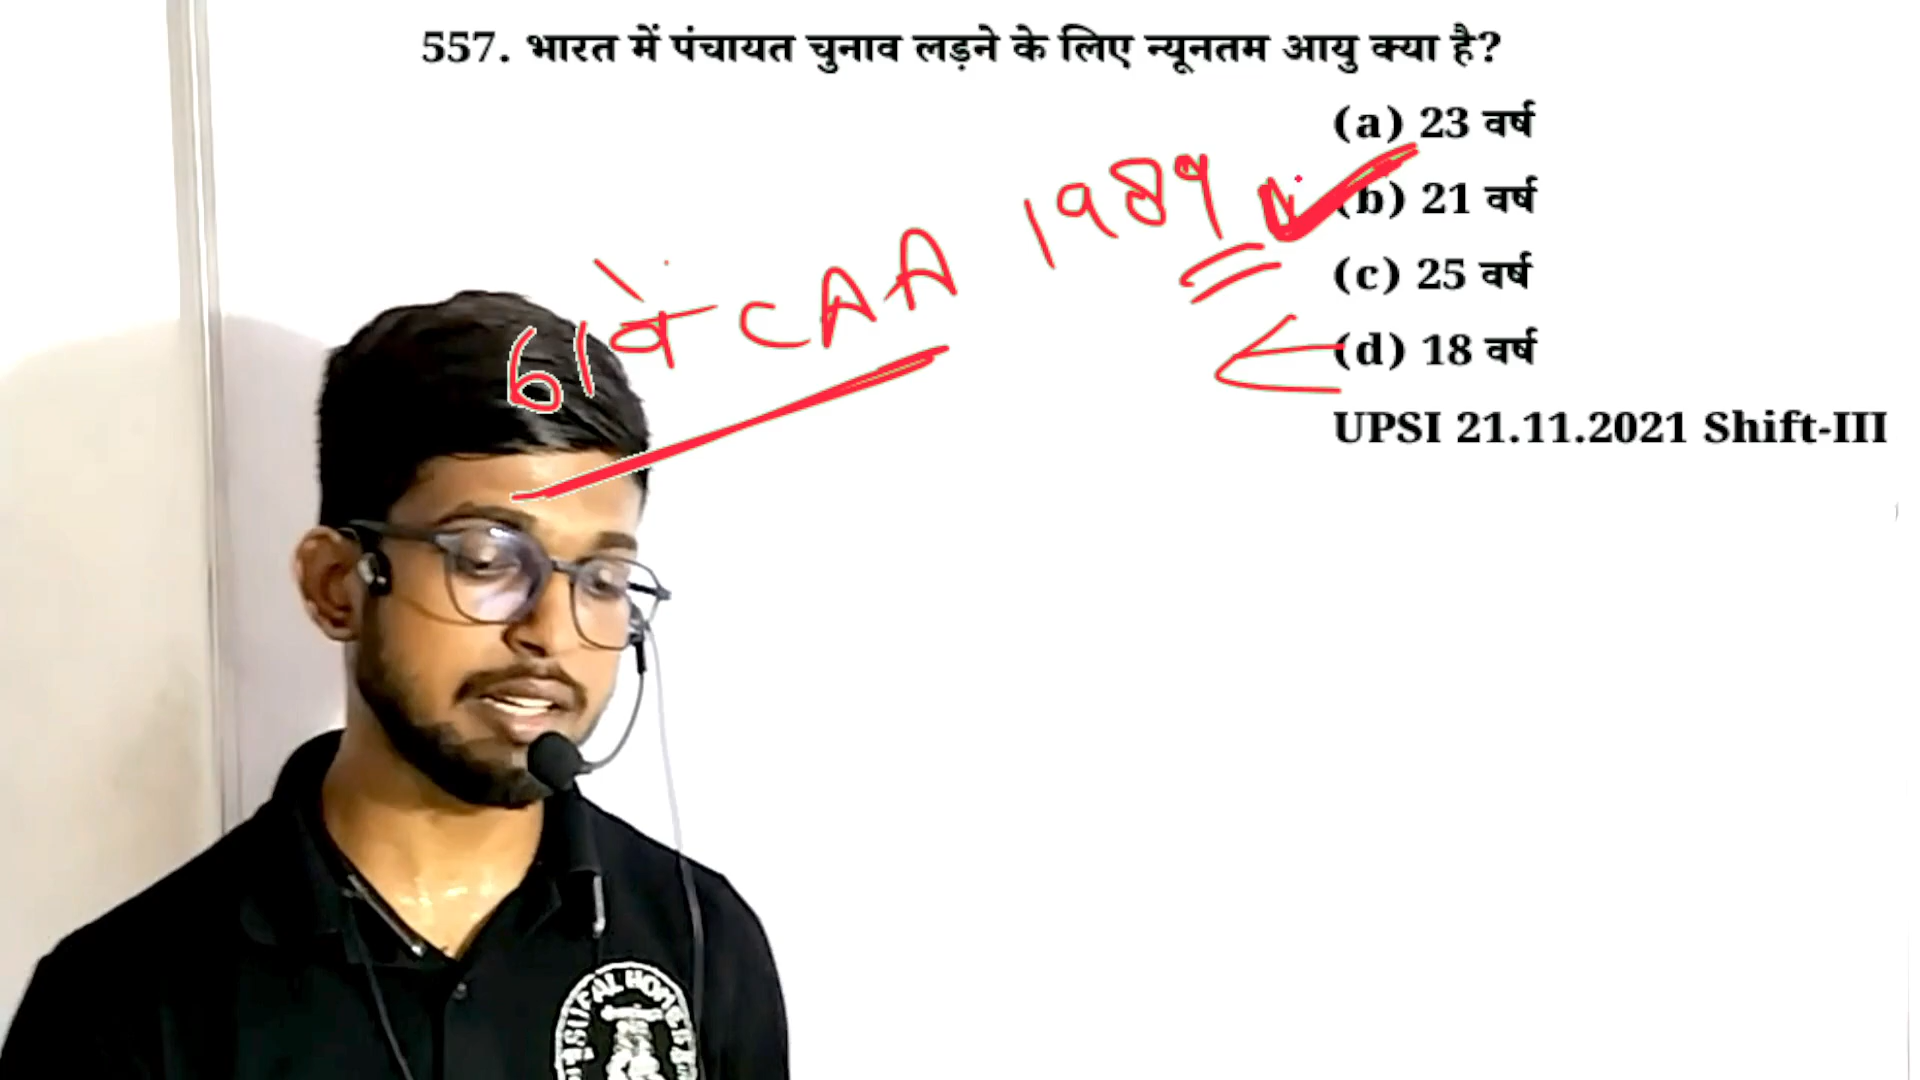 557. भारत में पंचायत चुनाव लड़ने के लिए न्यूनतम आयु क्या है?
(a) 23 वर्ष
(b) 21 वर्ष
(c) 25 वर्ष
(d) 18 वर्ष
UPSI 21.11.2021 Shift-III
61वें CAA 1989